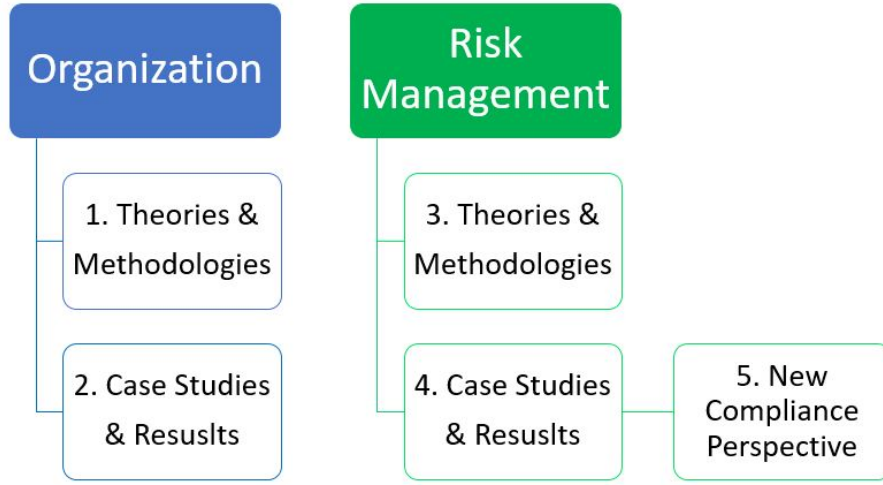 Organization
1. Theories &
Methodologies
2. Case Studies
& Resuslts
Risk
Management
3. Theories &
Methodologies
4. Case Studies
& Resuslts
5. New
Compliance
Perspective